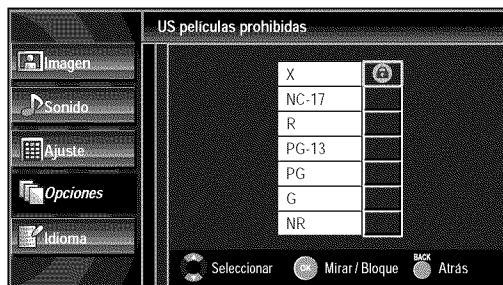 US películas prohibidas
Imagen
Sonido
Ajuste
Opciones
Idioma
X
NC-17
R
PG-13
PG
G
NR
Seleccionar OK Mirar / Bloque BACK Atrás